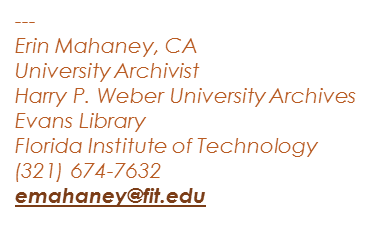 ---
Erin Mahaney, CA
University Archivist
Harry P. Weber University Archives
Evans Library
Florida Institute of Technology
(321) 674-7632
emahaney@fit.edu